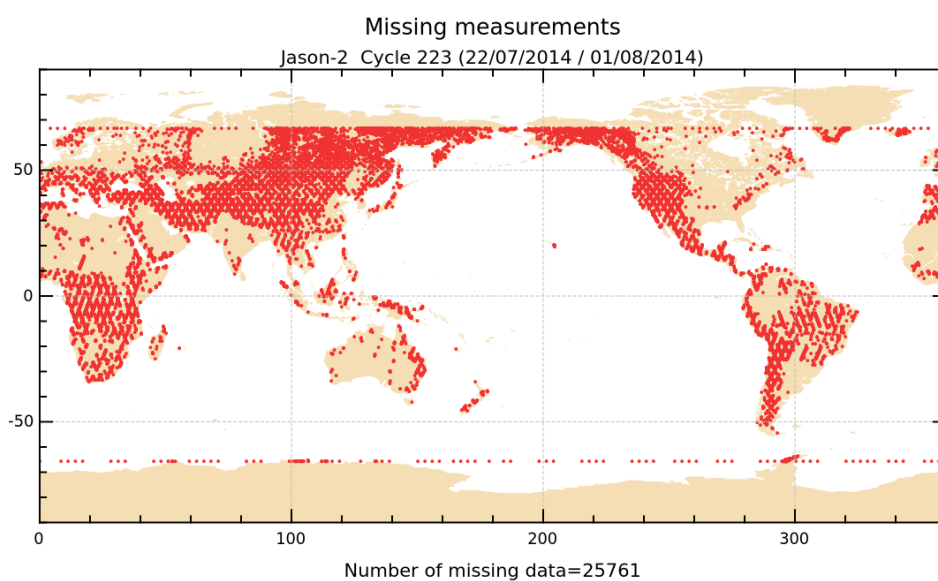 Missing measurements
Jason-2  Cycle 223 (22/07/2014 / 01/08/2014)
50
0
-50
0 100 200 300
Number of missing data=25761